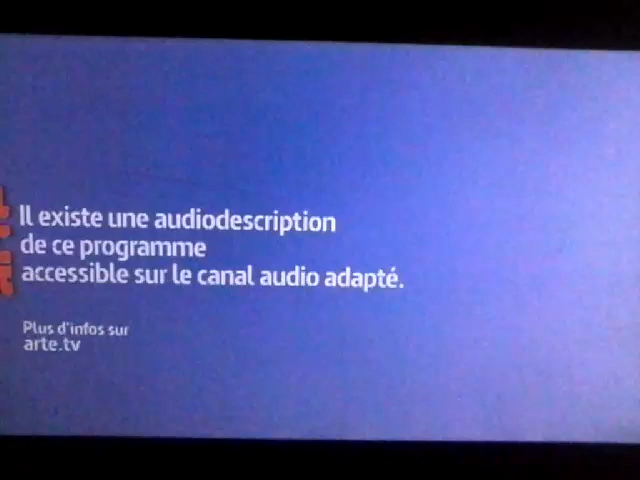 Il existe une audiodescription
de ce programme
accessible sur le canal audio adapté.
Plus d'infos sur
arte.tv